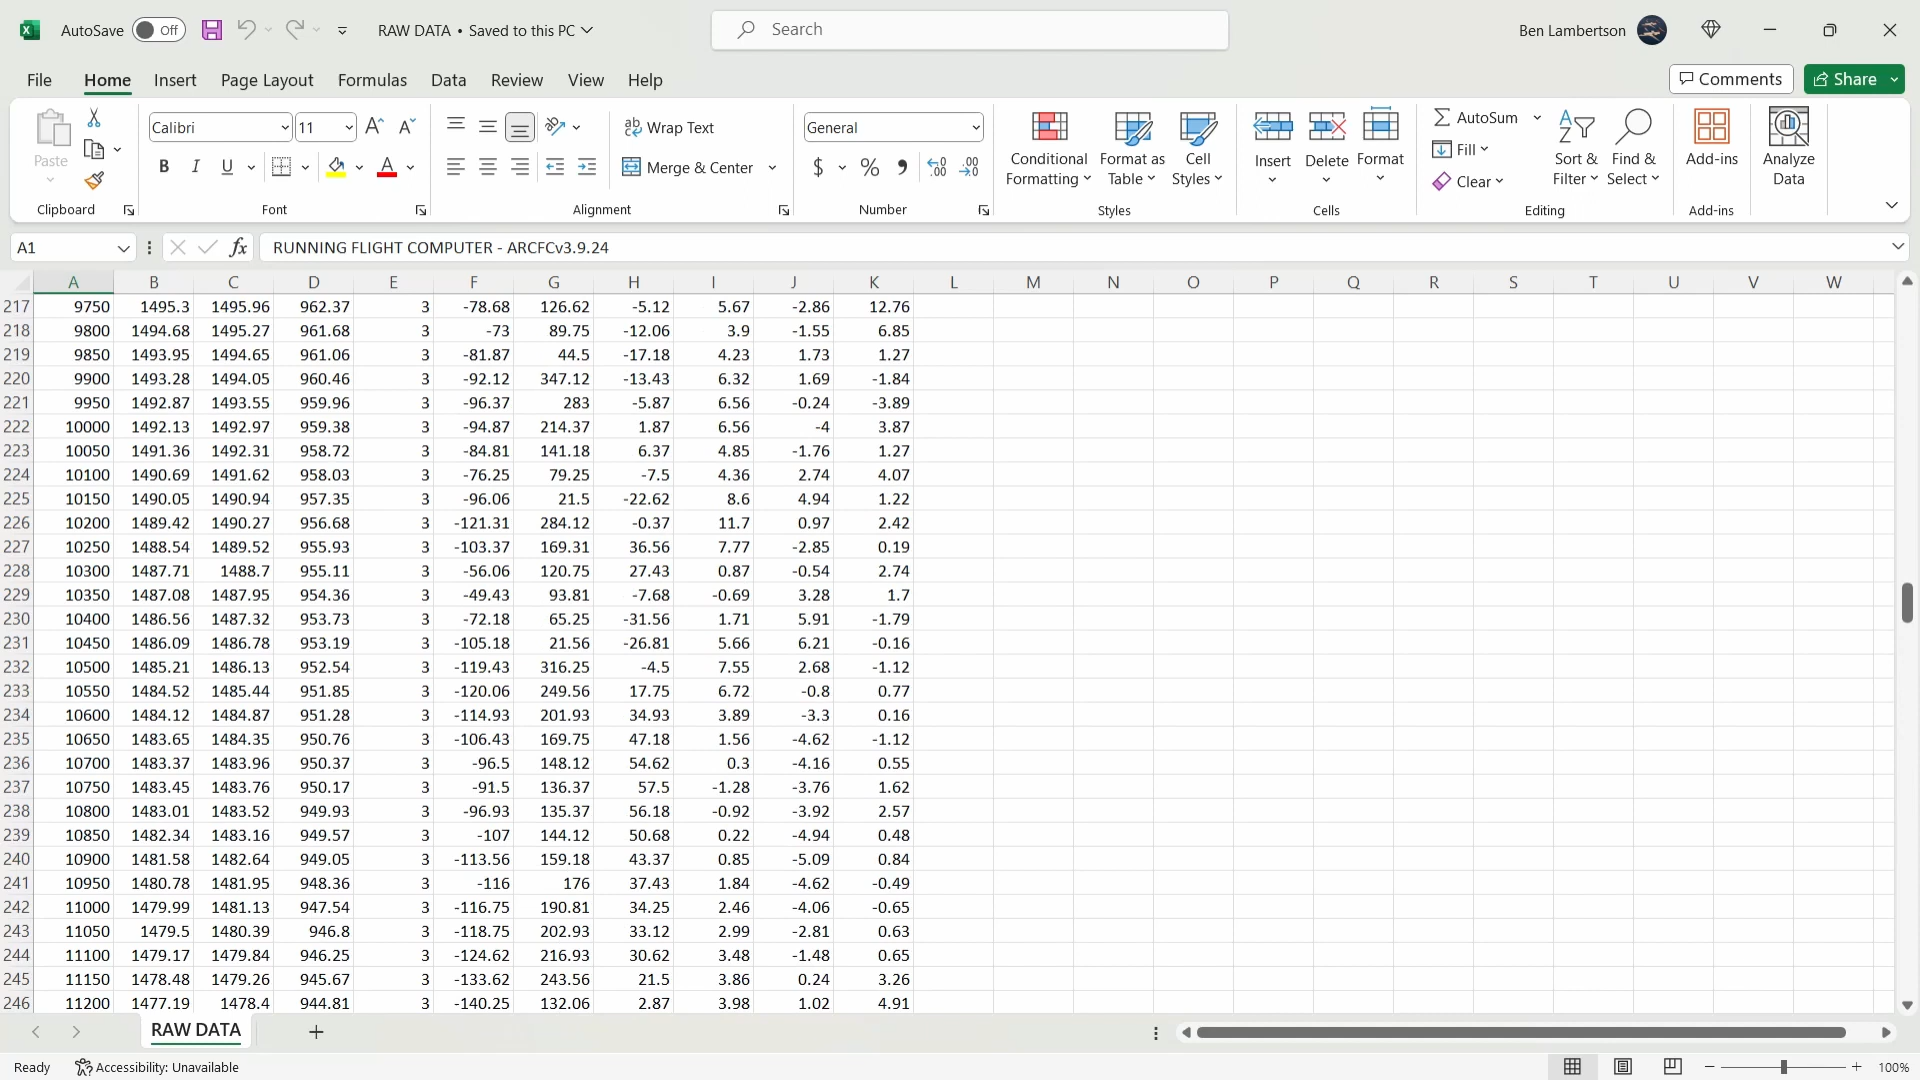 AutoSave Off RAW DATA • Saved to this PC Search Ben Lambertson
File Home Insert Page Layout Formulas Data Review View Help Comments Share
Paste Calibri 11 Wrap Text General Conditional Formatting Format as Table Cell Styles Insert Delete Format AutoSum Sort & Filter Find & Select Add-ins Analyze Data
B I U Merge & Center $ % Fill
Clear
Clipboard Font Alignment Number Styles Cells Editing Add-ins
A1 fx RUNNING FLIGHT COMPUTER - ARCFCv3.9.24
A B C D E F G H I J K L M N O P Q R S T U V W
217 9750 1495.3 1495.96 962.37 3 -78.68 126.62 -5.12 5.67 -2.86 12.76
218 9800 1494.68 1495.27 961.68 3 -73 89.75 -12.06 3.9 -1.55 6.85
219 9850 1493.95 1494.65 961.06 3 -81.87 44.5 -17.18 4.23 1.73 1.27
220 9900 1493.28 1494.05 960.46 3 -92.12 347.12 -13.43 6.32 1.69 -1.84
221 9950 1492.87 1493.55 959.96 3 -96.37 283 -5.87 6.56 -0.24 -3.89
222 10000 1492.13 1492.97 959.38 3 -94.87 214.37 1.87 6.56 -4 3.87
223 10050 1491.36 1492.31 958.72 3 -84.81 141.18 6.37 4.85 -1.76 1.27
224 10100 1490.69 1491.62 958.03 3 -76.25 79.25 -7.5 4.36 2.74 4.07
225 10150 1490.05 1490.94 957.35 3 -96.06 21.5 -22.62 8.6 4.94 1.22
226 10200 1489.42 1490.27 956.68 3 -121.31 284.12 -0.37 11.7 0.97 2.42
227 10250 1488.54 1489.52 955.93 3 -103.37 169.31 36.56 7.77 -2.85 0.19
228 10300 1487.71 1488.7 955.11 3 -56.06 120.75 27.43 0.87 -0.54 2.74
229 10350 1487.08 1487.95 954.36 3 -49.43 93.81 -7.68 -0.69 3.28 1.7
230 10400 1486.56 1487.32 953.73 3 -72.18 65.25 -31.56 1.71 5.91 -1.79
231 10450 1486.09 1486.78 953.19 3 -105.18 21.56 -26.81 5.66 6.21 -0.16
232 10500 1485.21 1486.13 952.54 3 -119.43 316.25 -4.5 7.55 2.68 -1.12
233 10550 1484.52 1485.44 951.85 3 -120.06 249.56 17.75 6.72 -0.8 0.77
234 10600 1484.12 1484.87 951.28 3 -114.93 201.93 34.93 3.89 -3.3 0.16
235 10650 1483.65 1484.35 950.76 3 -106.43 169.75 47.18 1.56 -4.62 -1.12
236 10700 1483.37 1483.96 950.37 3 -96.5 148.12 54.62 0.3 -4.16 0.55
237 10750 1483.45 1483.76 950.17 3 -91.5 136.37 57.5 -1.28 -3.76 1.62
238 10800 1483.01 1483.52 949.93 3 -96.93 135.37 56.18 -0.92 -3.92 2.57
239 10850 1482.34 1483.16 949.57 3 -107 144.12 50.68 0.22 -4.94 0.48
240 10900 1481.58 1482.64 949.05 3 -113.56 159.18 43.37 0.85 -5.09 0.84
241 10950 1480.78 1481.95 948.36 3 -116 176 37.43 1.84 -4.62 -0.49
242 11000 1479.99 1481.13 947.54 3 -116.75 190.81 34.25 2.46 -4.06 -0.65
243 11050 1479.5 1480.39 946.8 3 -118.75 202.93 33.12 2.99 -2.81 0.63
244 11100 1479.17 1479.84 946.25 3 -124.62 216.93 30.62 3.48 -1.48 0.65
245 11150 1478.48 1479.26 945.67 3 -133.62 243.56 21.5 3.86 0.24 3.26
246 11200 1477.19 1478.4 944.81 3 -140.25 132.06 2.87 3.98 1.02 4.91
RAW DATA
Ready Accessibility: Unavailable 100%